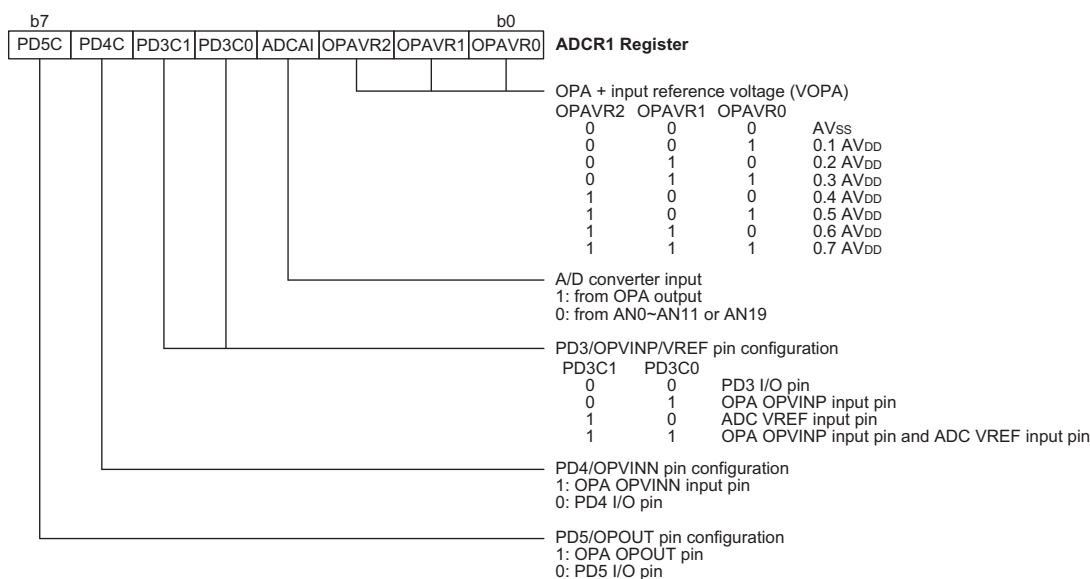 b7 b0
PD5C PD4C PD3C1 PD3C0 ADCAI OPAVR2 OPAVR1 OPAVR0 ADCR1 Register
OPA + input reference voltage (VOPA)
OPAVR2 OPAVR1 OPAVR0
0 0 0 AVSS
0 0 1 0.1 AVDD
0 1 0 0.2 AVDD
0 1 1 0.3 AVDD
1 0 0 0.4 AVDD
1 0 1 0.5 AVDD
1 1 0 0.6 AVDD
1 1 1 0.7 AVDD
A/D converter input
1: from OPA output
0: from AN0~AN11 or AN19
PD3/OPVINP/VREF pin configuration
PD3C1 PD3C0
0 0 PD3 I/O pin
0 1 OPA OPVINP input pin
1 0 ADC VREF input pin
1 1 OPA OPVINP input pin and ADC VREF input pin
PD4/OPVINN pin configuration
1: OPA OPVINN input pin
0: PD4 I/O pin
PD5/OPOUT pin configuration
1: OPA OPOUT pin
0: PD5 I/O pin